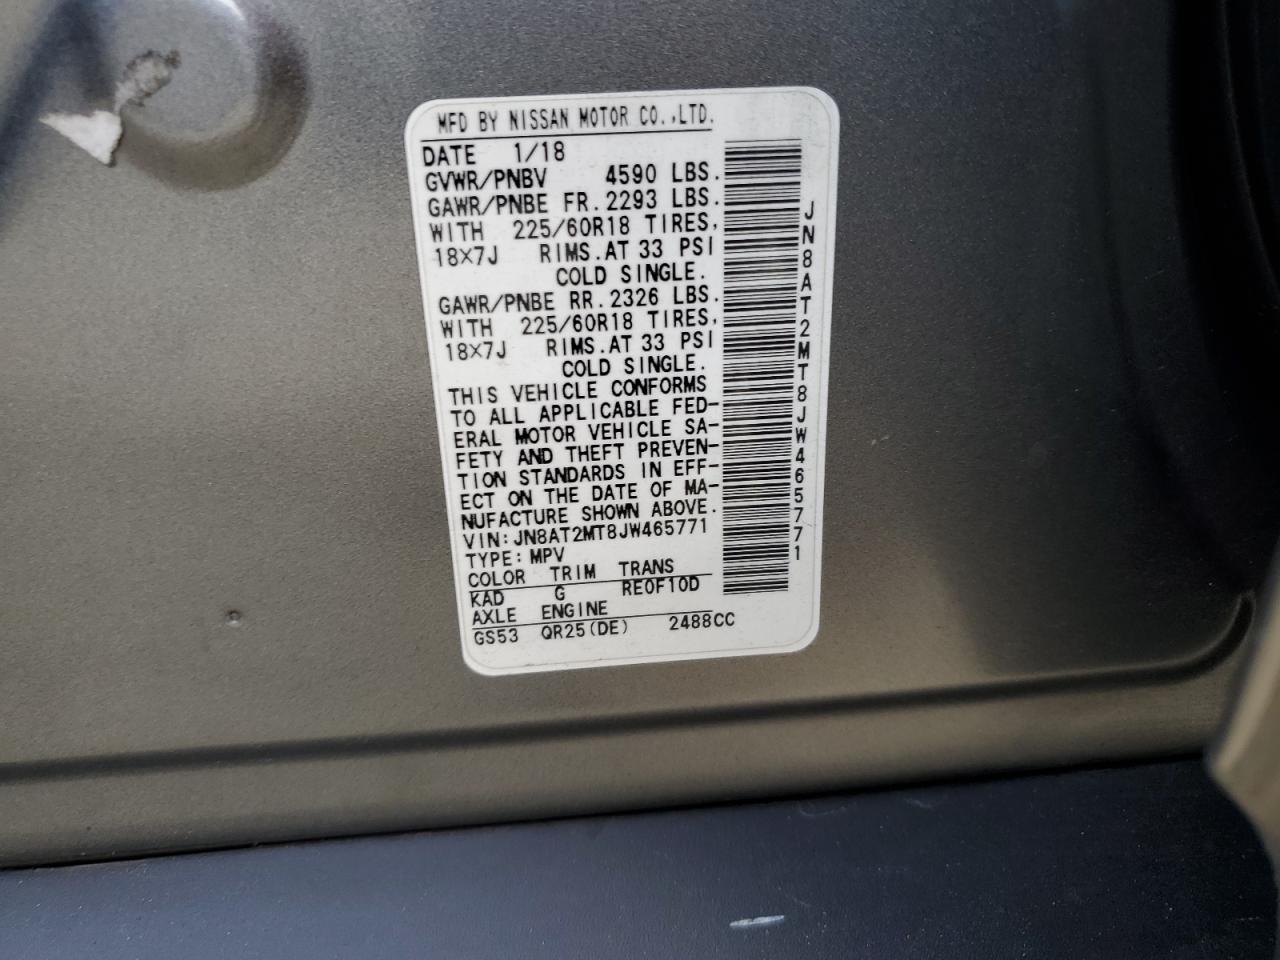 MFD BY NISSAN MOTOR CO.,LTD.
DATE 1/18
GVWR/PNBV 4590 LBS.
GAWR/PNBE FR.2293 LBS.
WITH 225/60R18 TIRES,
18×7J RIMS.AT 33 PSI
COLD SINGLE.
GAWR/PNBE RR.2326 LBS.
WITH 225/60R18 TIRES,
18×7J RIMS.AT 33 PSI
COLD SINGLE.
THIS VEHICLE CONFORMS
TO ALL APPLICABLE FED-
ERAL MOTOR VEHICLE SA-
FETY AND THEFT PREVEN-
TION STANDARDS IN EFF-
ECT ON THE DATE OF MA-
NUFACTURE SHOWN ABOVE.
VIN:JN8AT2MT8JW465771
TYPE:MPV
COLOR TRIM TRANS
KAD G RE0F10D
AXLE ENGINE
GS53 QR25(DE) 2488CC
JN8AT2MT8JW465771